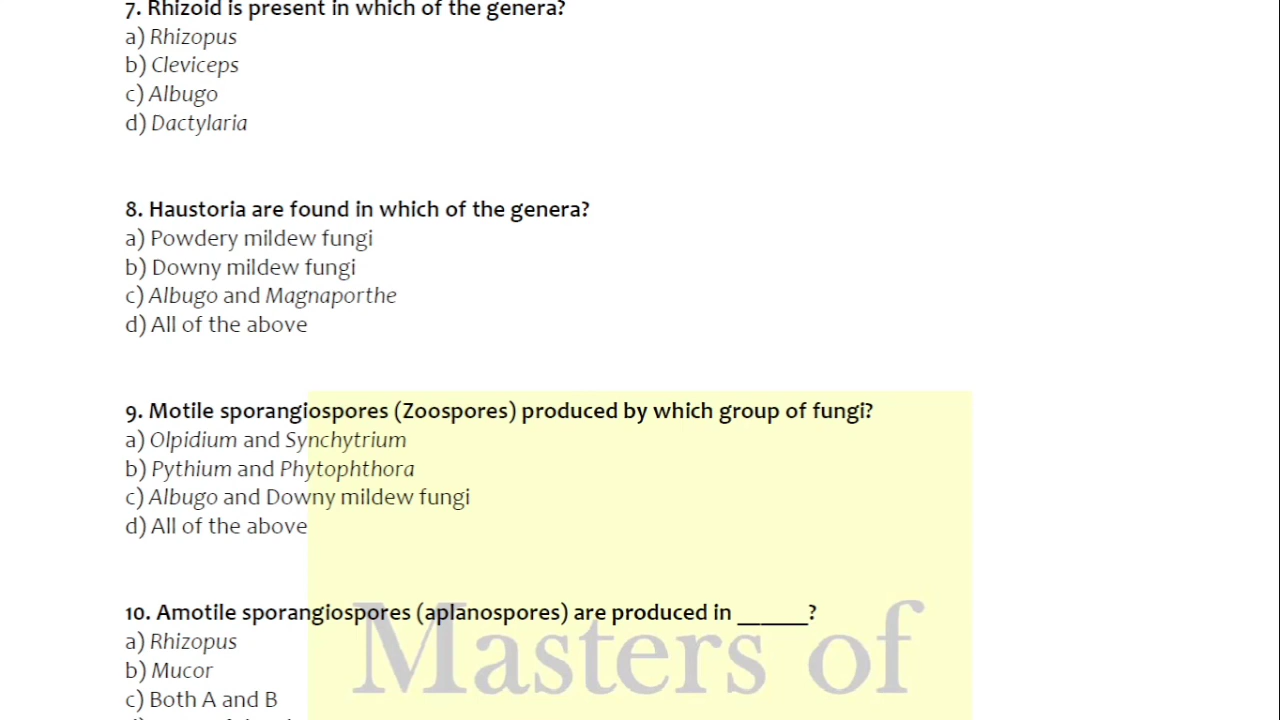 7. Rhizoid is present in which of the genera?
a) Rhizopus
b) Cleviceps
c) Albugo
d) Dactylaria
8. Haustoria are found in which of the genera?
a) Powdery mildew fungi
b) Downy mildew fungi
c) Albugo and Magnaporthe
d) All of the above
9. Motile sporangiospores (Zoospores) produced by which group of fungi?
a) Olpidium and Synchytrium
b) Pythium and Phytophthora
c) Albugo and Downy mildew fungi
d) All of the above
10. Amotile sporangiospores (aplanospores) are produced in ______?
a) Rhizopus
Masters of
b) Mucor
c) Both A and B